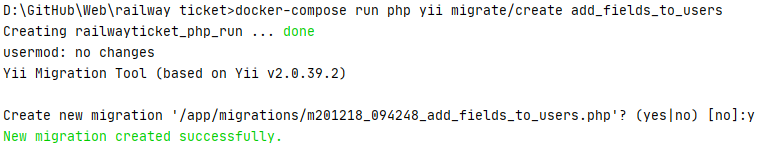 D:\GitHub\Web\railway ticket>docker-compose run php yii migrate/create add_fields_to_users
Creating railwayticket_php_run ... done
usermod: no changes
Yii Migration Tool (based on Yii v2.0.39.2)
Create new migration '/app/migrations/m201218_094248_add_fields_to_users.php'? (yes|no) [no]:y
New migration created successfully.